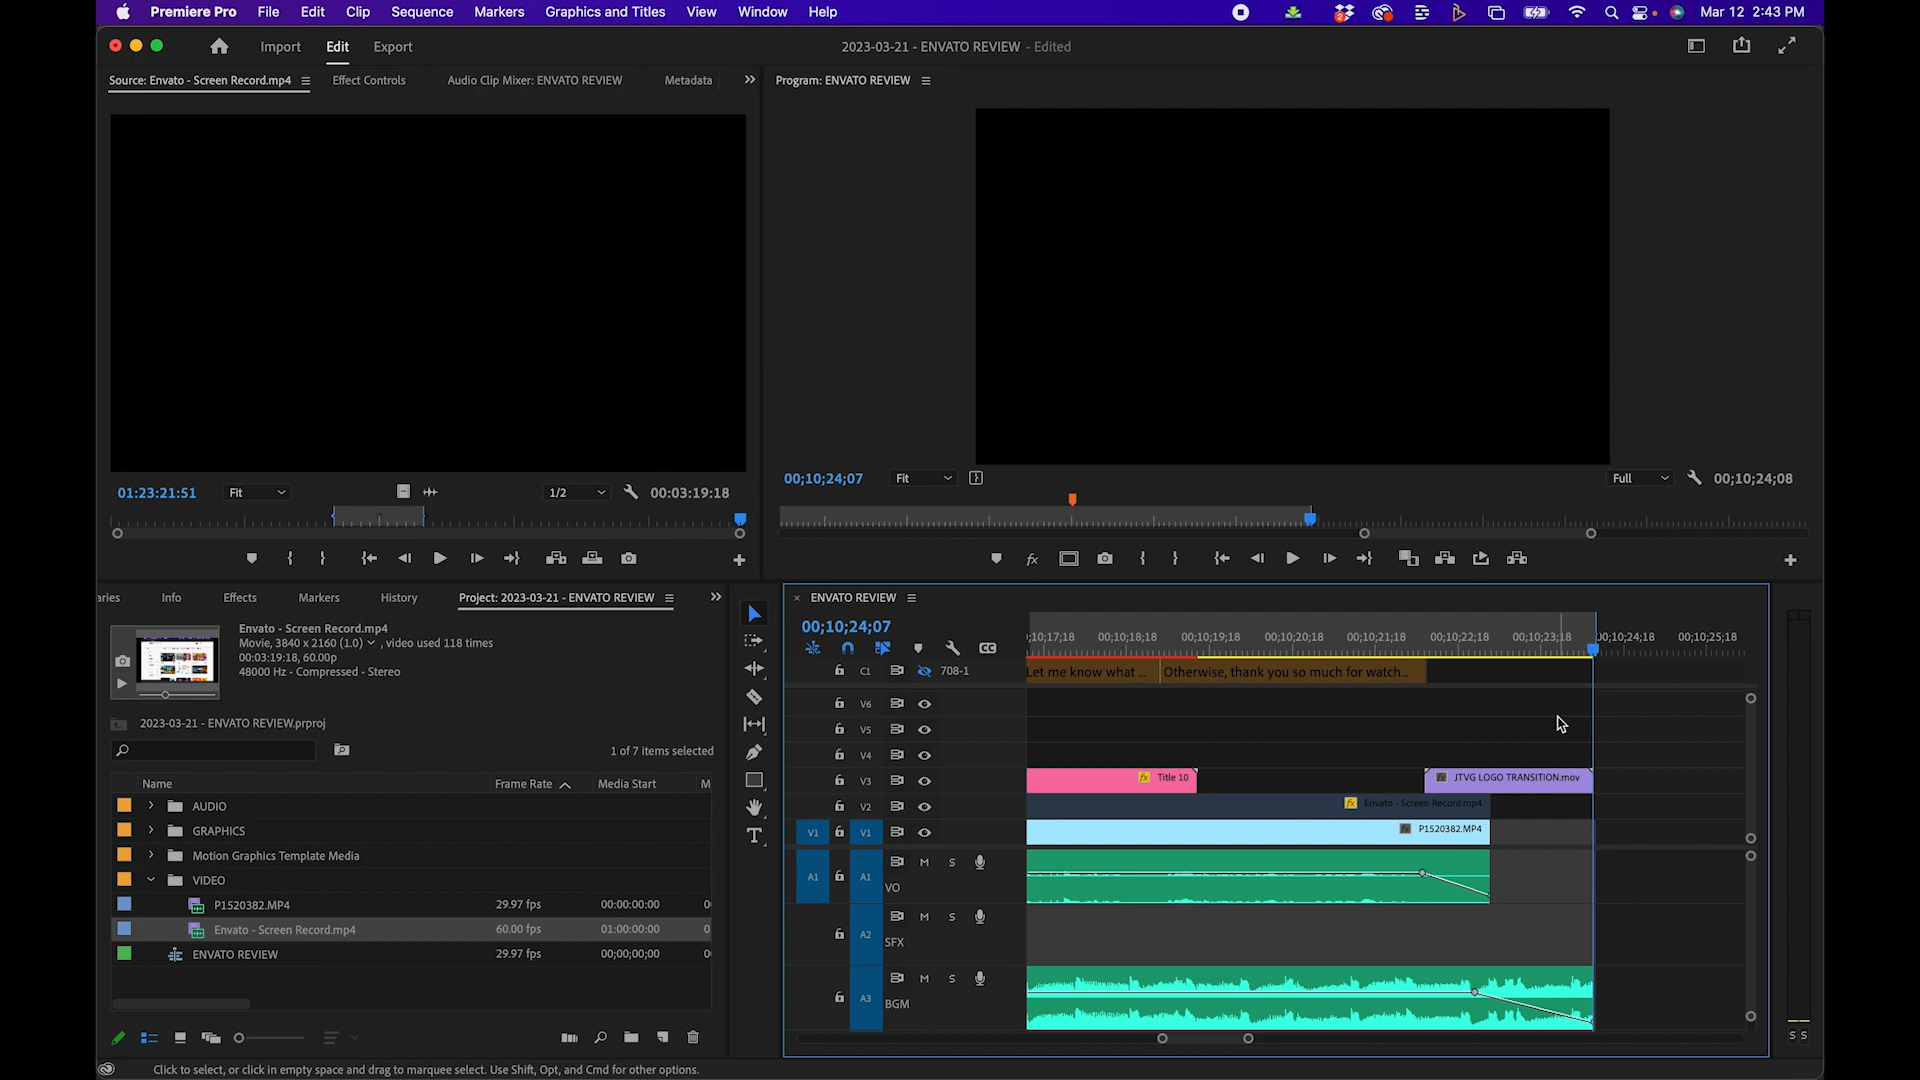 Premiere Pro File Edit Clip Sequence Markers Graphics and Titles View Window Help 2 Mar 12 2:43 PM
Import Edit Export 2023-03-21 - ENVATO REVIEW - Edited
Source: Envato - Screen Record.mp4 Effect Controls Audio Clip Mixer: ENVATO REVIEW Metadata
Program: ENVATO REVIEW
01:23:21:51 Fit 1/2 00:03:19:18
00;10;24;07 Fit Full 00;10;24;08
fx
aries Info Effects Markers History Project: 2023-03-21 - ENVATO REVIEW
Envato - Screen Record.mp4
Movie, 3840 x 2160 (1.0) , video used 118 times
00:03:19:18, 60.00p
48000 Hz - Compressed - Stereo
2023-03-21 - ENVATO REVIEW.prproj
1 of 7 items selected
Name Frame Rate Media Start M
AUDIO
GRAPHICS
Motion Graphics Template Media
VIDEO
P1520382.MP4 29.97 fps 00:00:00:00 0
Envato - Screen Record.mp4 60.00 fps 01:00:00:00 0
ENVATO REVIEW 29.97 fps 00;00;00;00 0
T
× ENVATO REVIEW
00;10;24;07
;10;17;18 00;10;18;18 00;10;19;18 00;10;20;18 00;10;21;18 00;10;22;18 00;10;23;18 00;10;24;18 00;10;25;18
CC
C1 708-1 Let me know what ... Otherwise, thank you so much for watch...
V6
V5
V4
V3 fx Title 10 fx JTVG LOGO TRANSITION.mov
V2 fx Envato - Screen Record.mp4
V1 V1 fx P1520382.MP4
A1 A1 M S
VO
A2 M S
SFX
A3 M S
BGM
S S
Click to select, or click in empty space and drag to marquee select. Use Shift, Opt, and Cmd for other options.